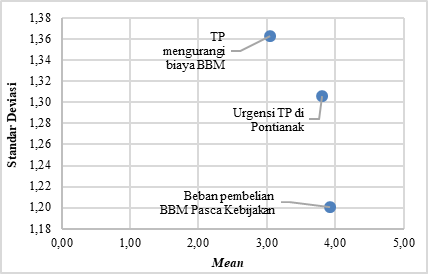 1,38
1,36
1,34
1,32
1,30
1,28
1,26
1,24
1,22
1,20
1,18
Standar Deviasi
TP
mengurangi
biaya BBM
Urgensi TP di
Pontianak
Beban pembelian
BBM Pasca Kebijakan
0,00 1,00 2,00 3,00 4,00 5,00
Mean